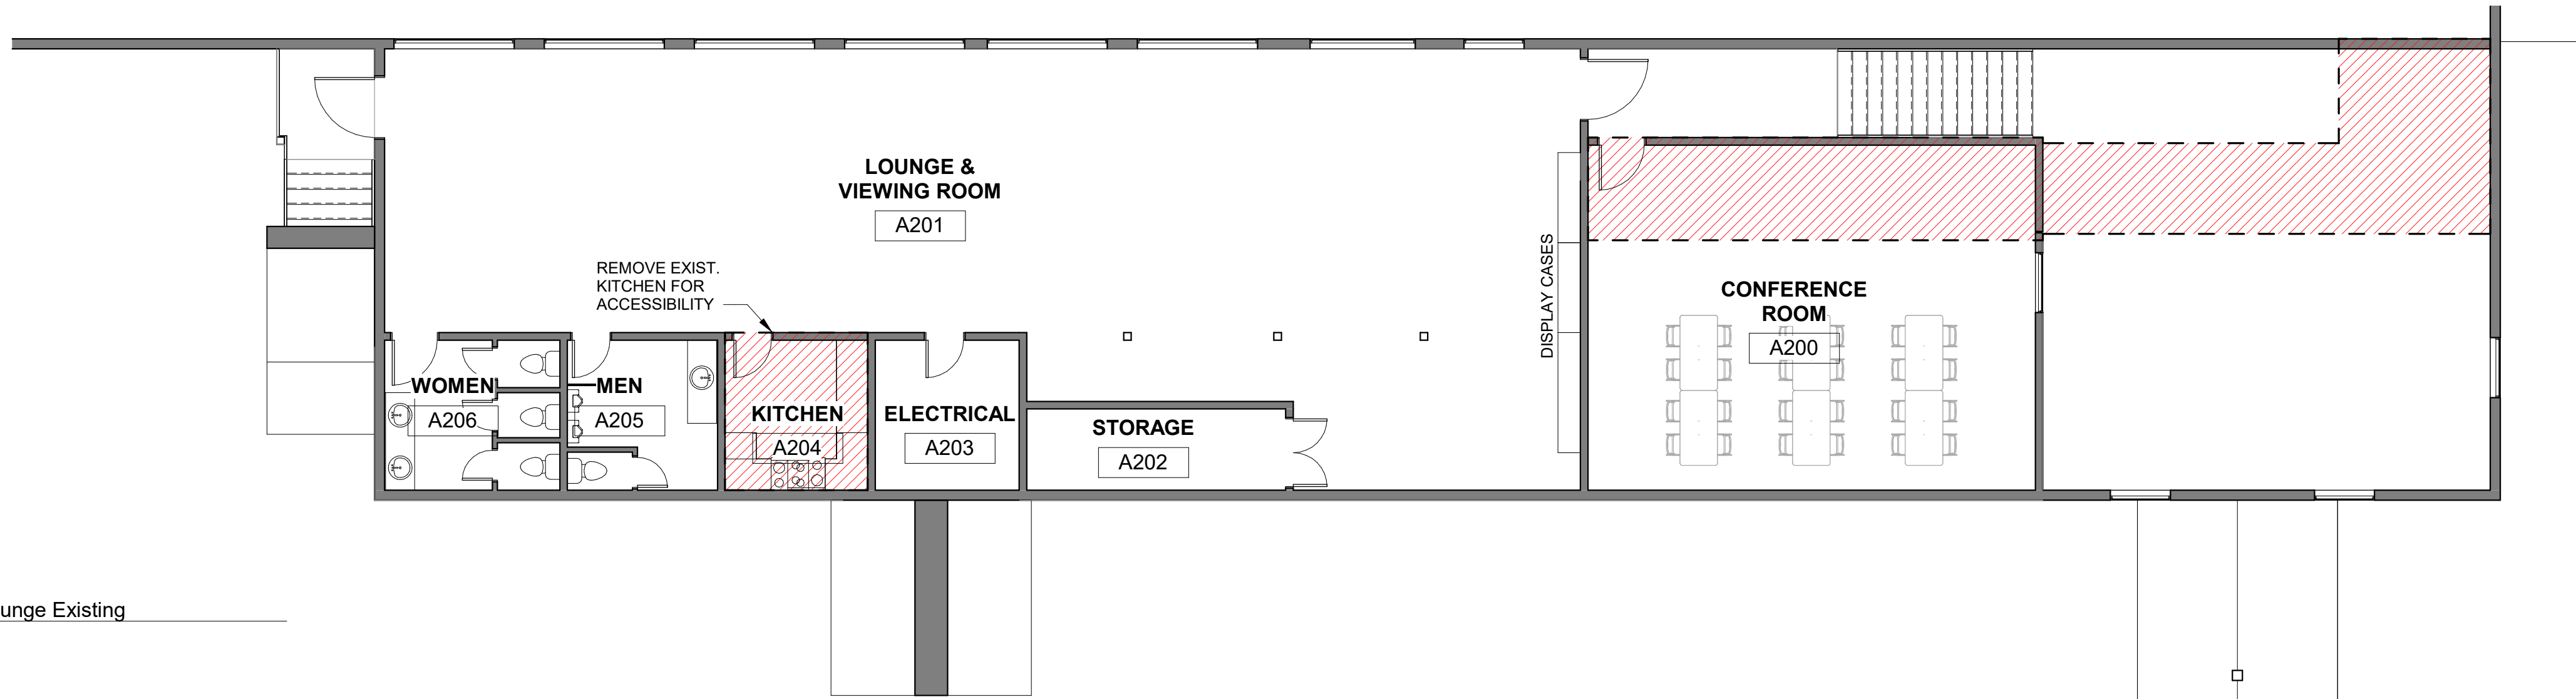 LOUNGE &
VIEWING ROOM
A201
REMOVE EXIST.
KITCHEN FOR
ACCESSIBILITY
DISPLAY CASES
CONFERENCE
ROOM
A200
WOMEN
A206
MEN
A205
KITCHEN
A204
ELECTRICAL
A203
STORAGE
A202
unge Existing